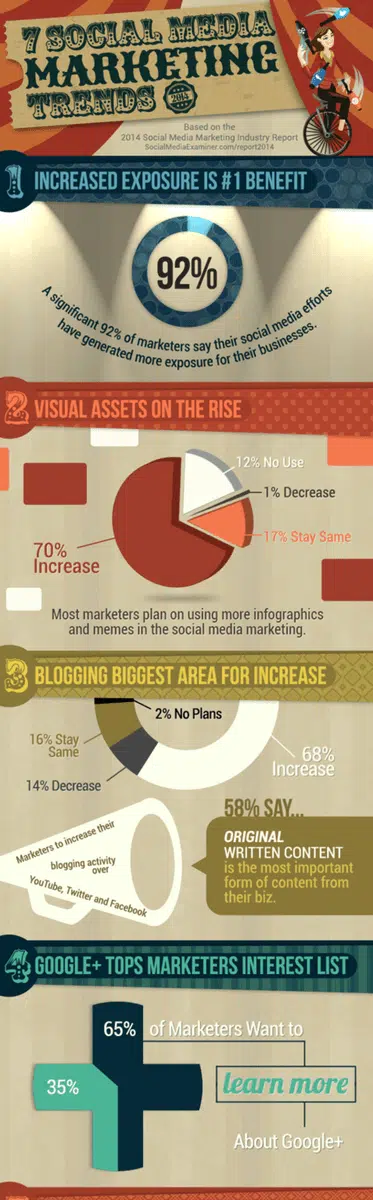 7 SOCIAL MEDIA
MARKETING
TRENDS 2014
Based on the
2014 Social Media Marketing Industry Report
SocialMediaExaminer.com/report2014
1 INCREASED EXPOSURE IS #1 BENEFIT
92%
A significant 92% of marketers say their social media efforts
have generated more exposure for their businesses.
2 VISUAL ASSETS ON THE RISE
12% No Use
1% Decrease
17% Stay Same
70%
Increase
Most marketers plan on using more infographics
and memes in the social media marketing.
3 BLOGGING BIGGEST AREA FOR INCREASE
2% No Plans
16% Stay
Same
68%
Increase
14% Decrease
Marketers to increase their
blogging activity
over
YouTube, Twitter and Facebook
58% SAY...
ORIGINAL
WRITTEN CONTENT
is the most important
form of content from
their biz.
4 GOOGLE+ TOPS MARKETERS INTEREST LIST
65% of Marketers Want to
35%
learn more
About Google+